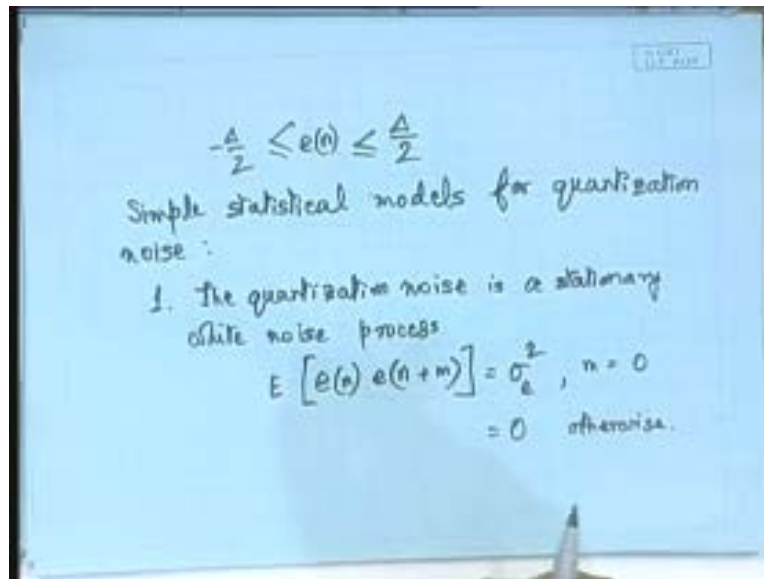 -Δ/2 ≤ e(n) ≤ Δ/2
Simple statistical models for quantization
noise :
1. The quantization noise is a stationary
white noise process
E [e(n) e(n+m)] = σₑ², m = 0
= 0 otherwise.